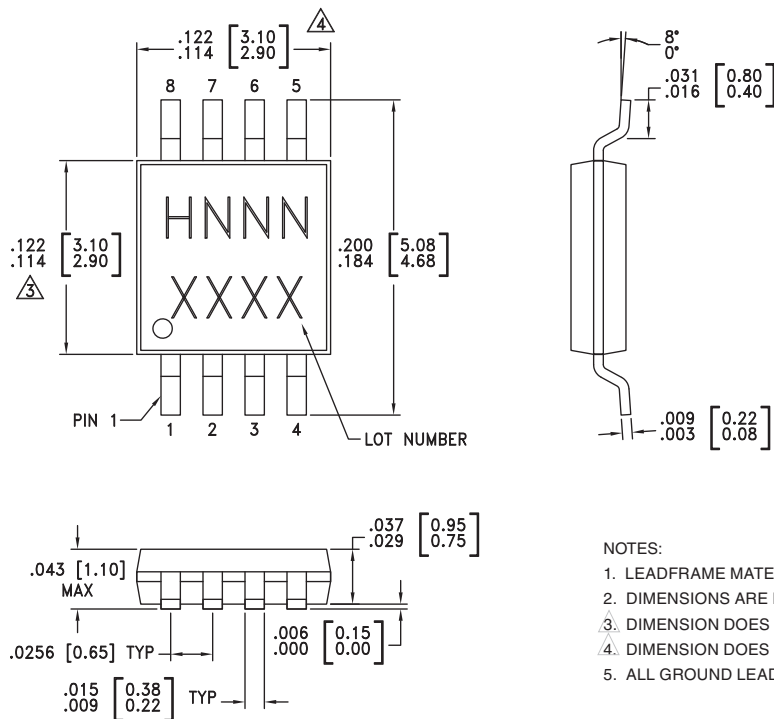 .122 [3.10]
.114 [2.90]
4
8 7 6 5
HNNN
XXXX
.122 [3.10]
.114 [2.90]
3
.200 [5.08]
.184 [4.68]
PIN 1
1 2 3 4
LOT NUMBER
8°
0°
.031 [0.80]
.016 [0.40]
.009 [0.22]
.003 [0.08]
.043 [1.10]
MAX
.037 [0.95]
.029 [0.75]
.0256 [0.65] TYP
.006 [0.15]
.000 [0.00]
.015 [0.38]
.009 [0.22]
TYP
NOTES:
1. LEADFRAME MATE
2. DIMENSIONS ARE
3. DIMENSION DOES
4. DIMENSION DOES
5. ALL GROUND LEAD